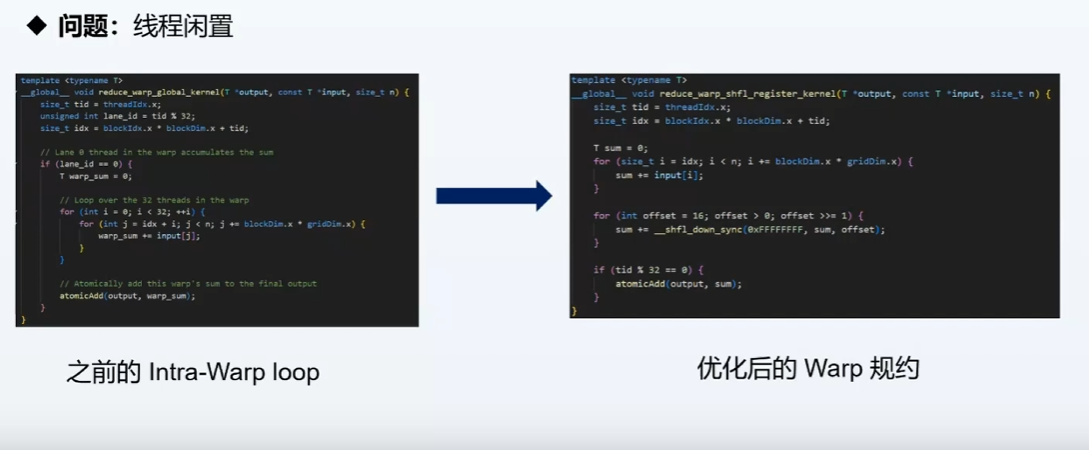 ◆ 问题：线程闲置
template <typename T>
__global__ void reduce_warp_global_kernel(T *output, const T *input, size_t n) {
    size_t tid = threadIdx.x;
    unsigned int lane_id = tid % 32;
    size_t idx = blockIdx.x * blockDim.x + tid;

    // Lane 0 thread in the warp accumulates the sum
    if (lane_id == 0) {
        T warp_sum = 0;

        // Loop over the 32 threads in the warp
        for (int i = 0; i < 32; ++i) {
            for (int j = idx + i; j < n; j += blockDim.x * gridDim.x) {
                warp_sum += input[j];
            }
        }

        // Atomically add this warp's sum to the final output
        atomicAdd(output, warp_sum);
    }
}
之前的 Intra-Warp loop
template <typename T>
__global__ void reduce_warp_shfl_register_kernel(T *output, const T *input, size_t n) {
    size_t tid = threadIdx.x;
    size_t idx = blockIdx.x * blockDim.x + tid;

    T sum = 0;
    for (size_t i = idx; i < n; i += blockDim.x * gridDim.x) {
        sum += input[i];
    }

    for (int offset = 16; offset > 0; offset >>= 1) {
        sum += __shfl_down_sync(0xFFFFFFFF, sum, offset);
    }

    if (tid % 32 == 0) {
        atomicAdd(output, sum);
    }
}
优化后的 Warp 规约